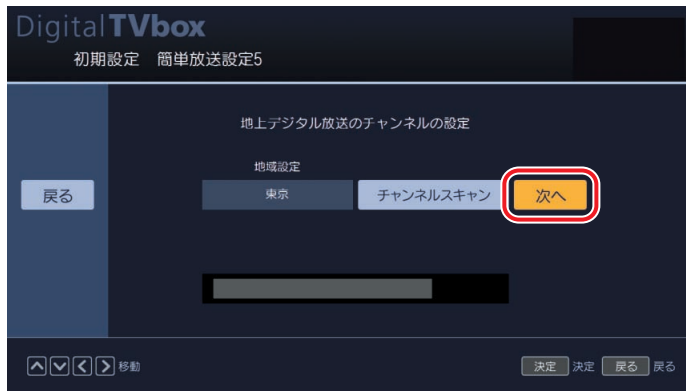 DigitalTVbox
初期設定　簡単放送設定5
地上デジタル放送のチャンネルの設定
地域設定
戻る
東京
チャンネルスキャン
次へ
移動
決定 決定 戻る 戻る